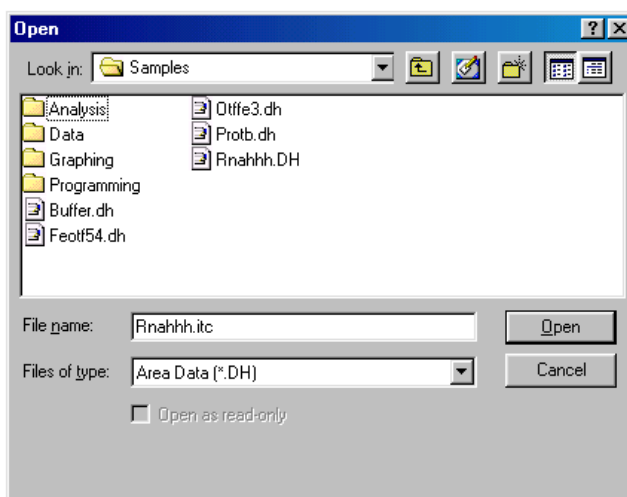 Open
Look in: Samples
Analysis
Data
Graphing
Programming
Buffer.dh
Feotf54.dh
Otffe3.dh
Protb.dh
Rnahhh.DH
File name: Rnahhh.itc
Open
Files of type: Area Data (*.DH)
Cancel
Open as read-only